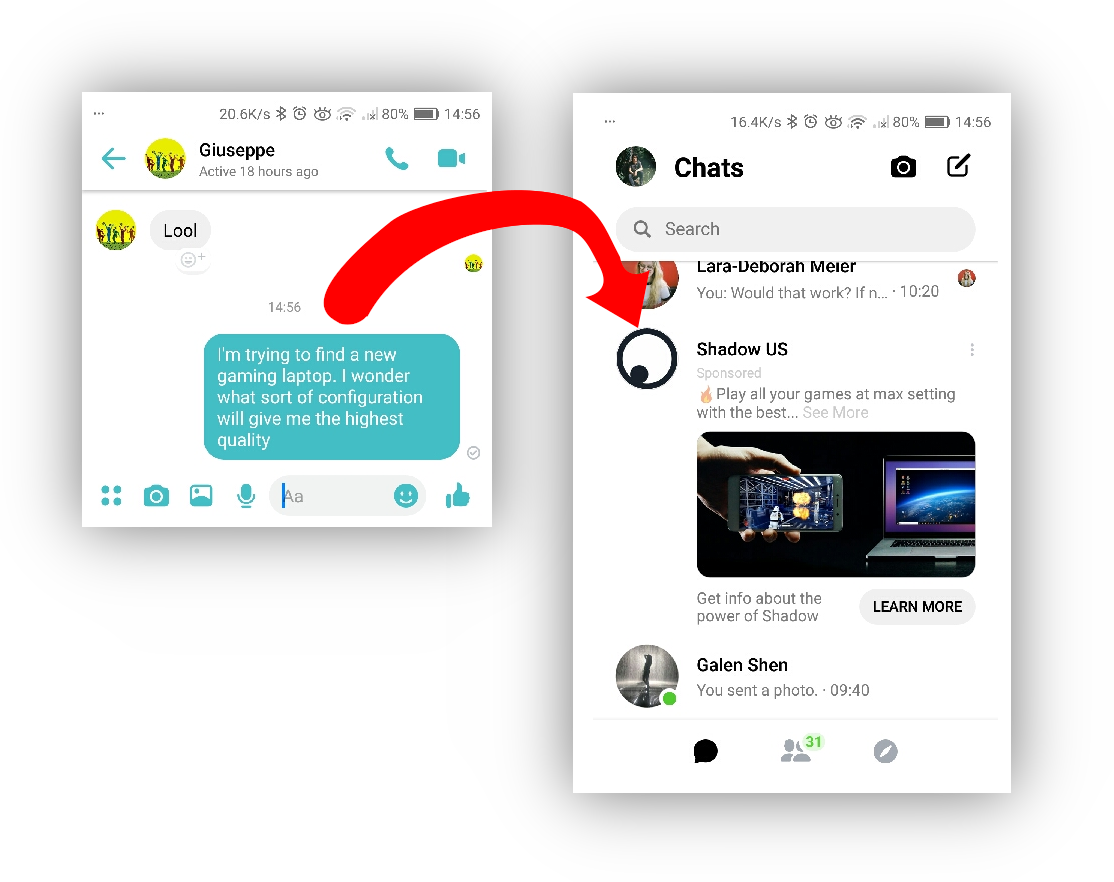 20.6K/s 80% 14:56
Giuseppe
Active 18 hours ago
Lool
14:56
I'm trying to find a new
gaming laptop. I wonder
what sort of configuration
will give me the highest
quality
Aa
16.4K/s 80% 14:56
Chats
Search
Lara-Deborah Meier
You: Would that work? If n... · 10:20
Shadow US
Sponsored
🔥Play all your games at max setting
with the best... See More
Get info about the
power of Shadow
LEARN MORE
Galen Shen
You sent a photo. · 09:40
31